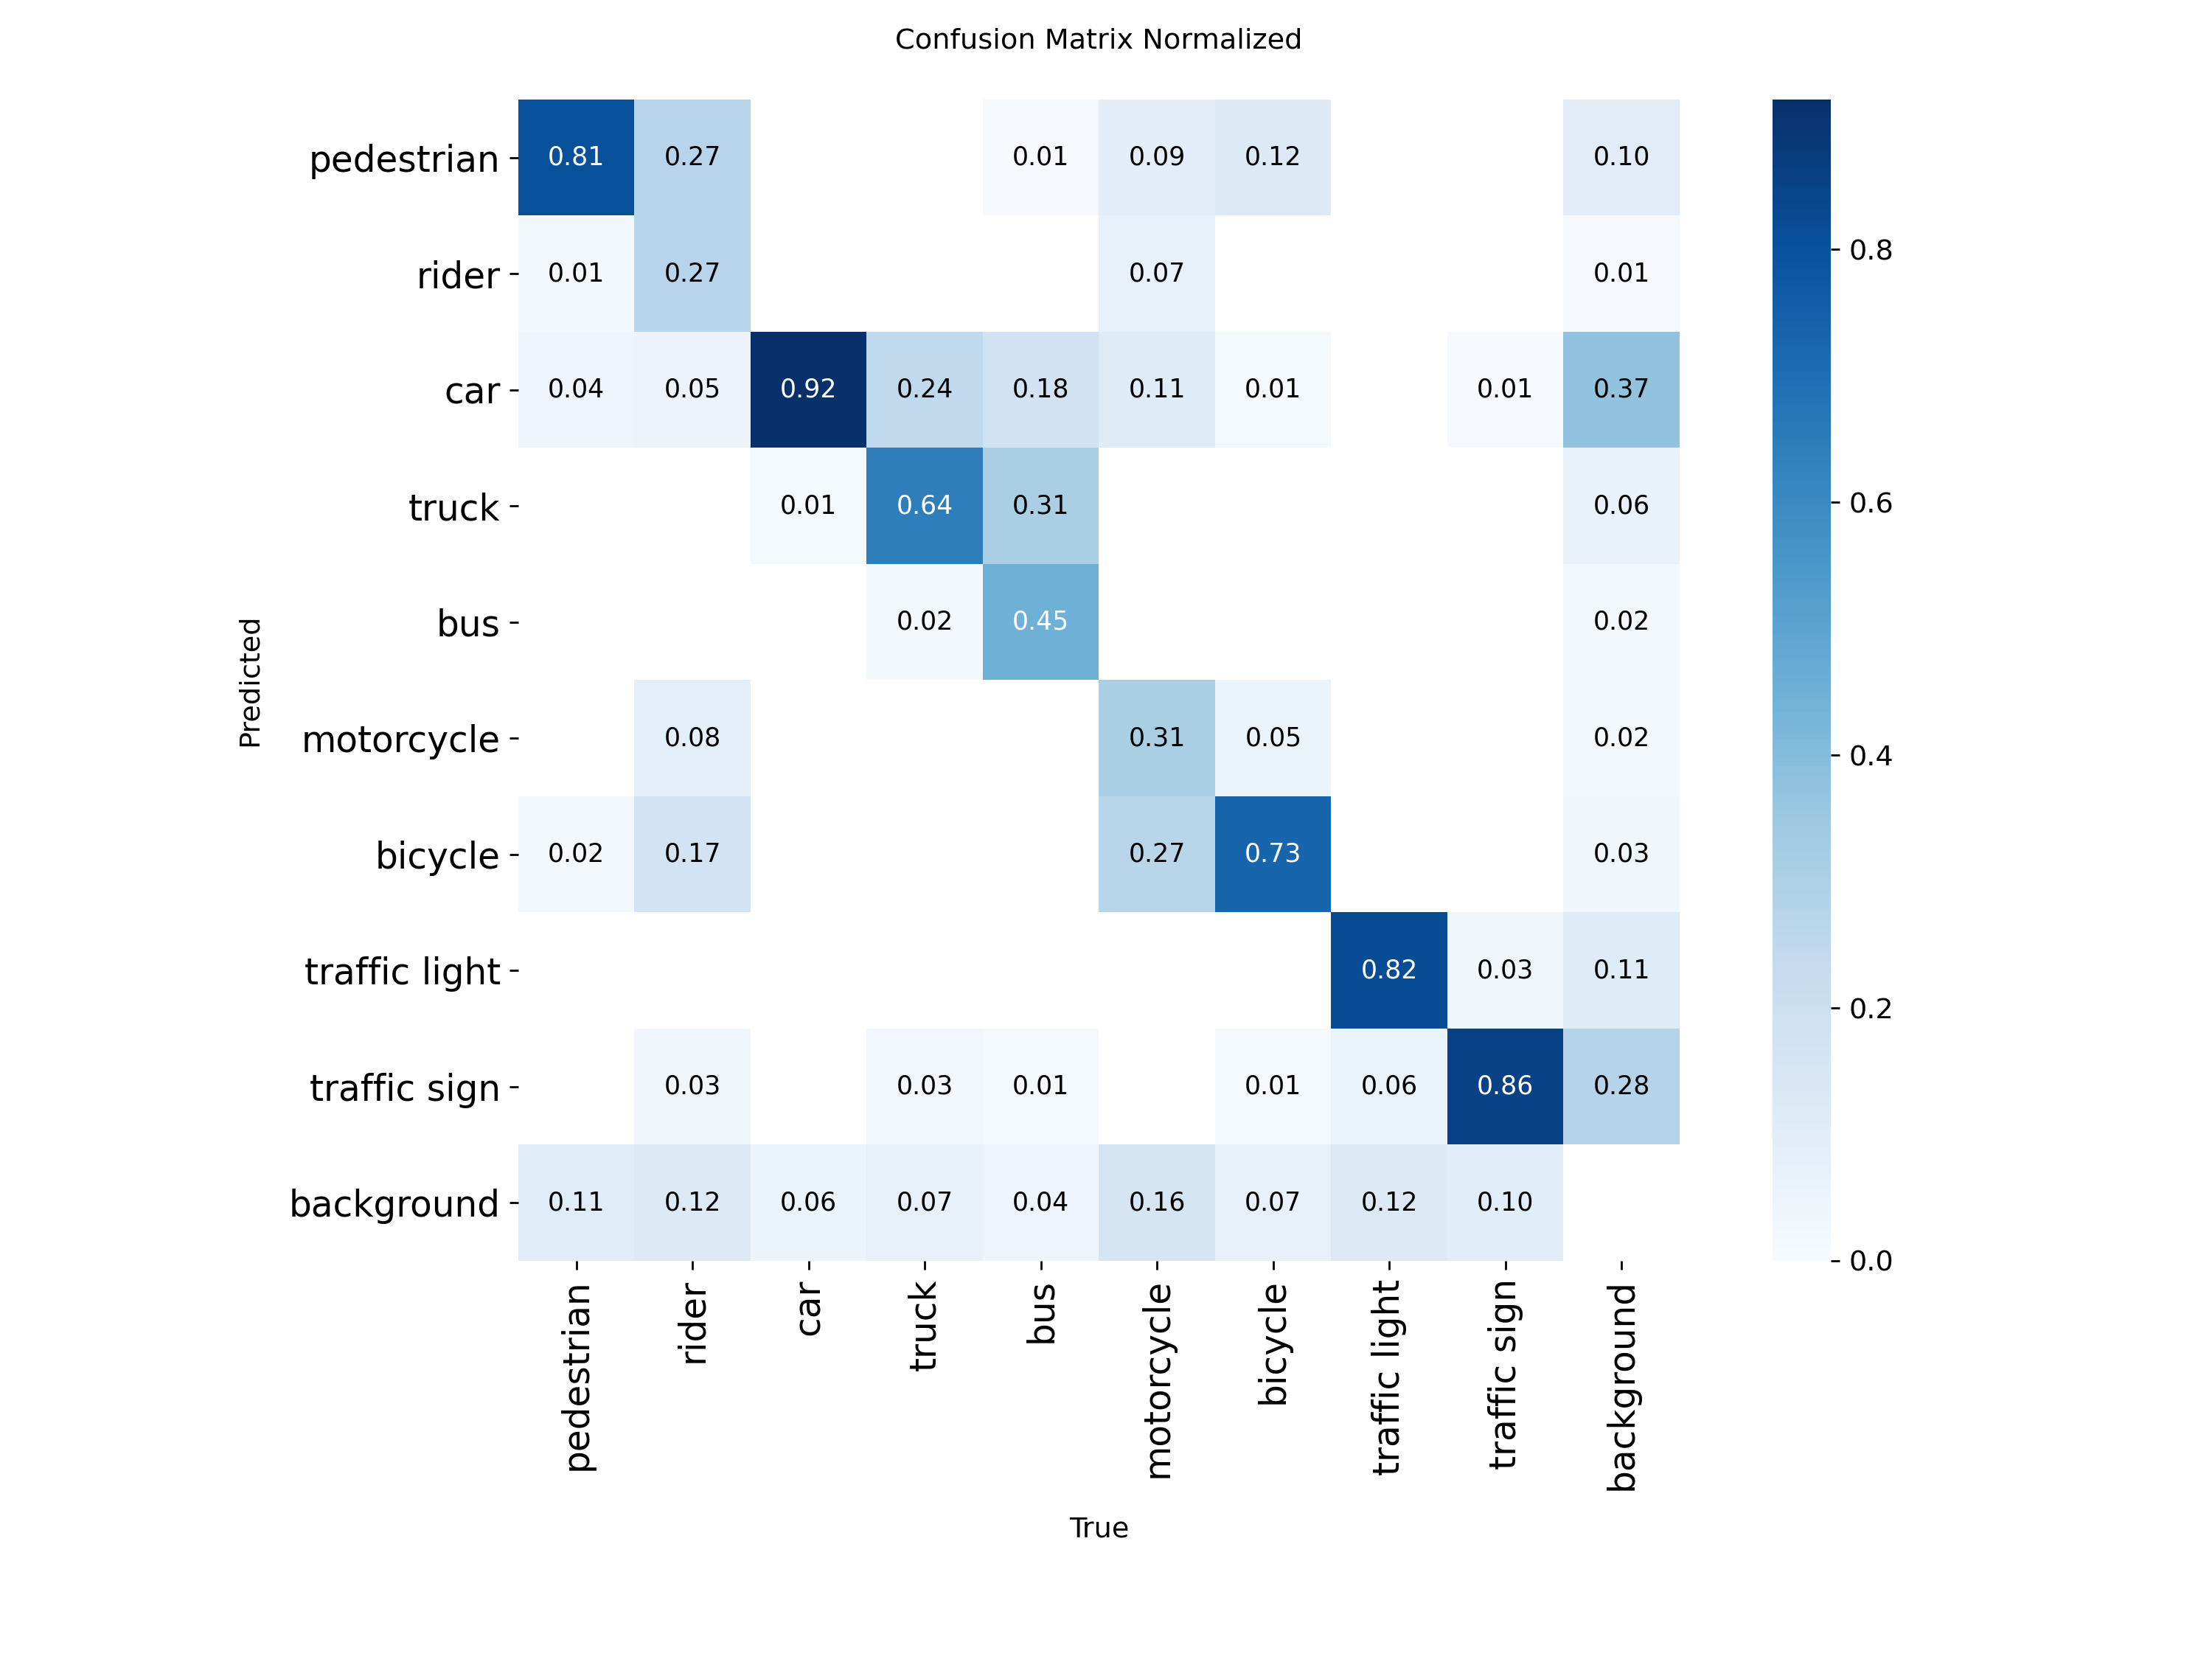 Confusion Matrix Normalized
pedestrian 0.81 0.27 0.01 0.09 0.12 0.10
rider 0.01 0.27 0.07 0.01
0.8
car 0.04 0.05 0.92 0.24 0.18 0.11 0.01 0.01 0.37
truck 0.01 0.64 0.31 0.06
0.6
bus 0.02 0.45 0.02
Predicted
motorcycle 0.08 0.31 0.05 0.02
0.4
bicycle 0.02 0.17 0.27 0.73 0.03
traffic light 0.82 0.03 0.11
0.2
traffic sign 0.03 0.03 0.01 0.01 0.06 0.86 0.28
background 0.11 0.12 0.06 0.07 0.04 0.16 0.07 0.12 0.10
0.0
pedestrian rider car truck bus motorcycle bicycle traffic light traffic sign background
True